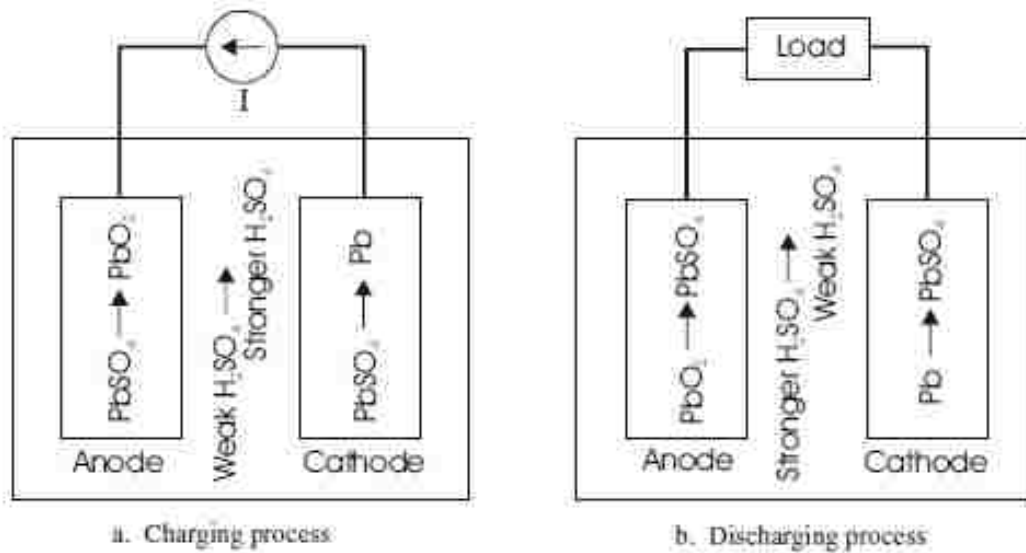 I
Load
PbSO₄ → PbO₂
Weak H₂SO₄ →
Stronger H₂SO₄
PbSO₄ → Pb
PbO₂ → PbSO₄
Stronger H₂SO₄ →
Weak H₂SO₄
Pb → PbSO₄
Anode
Cathode
Anode
Cathode
a. Charging process
b. Discharging process